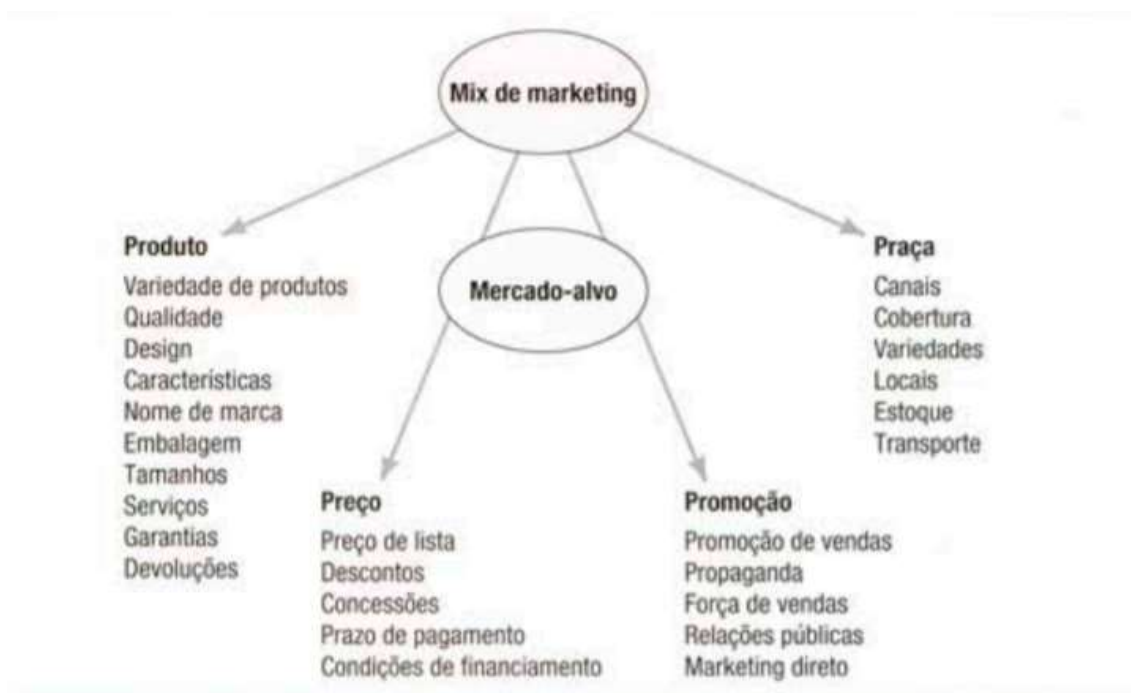 Mix de marketing
Mercado-alvo
Produto
Variedade de produtos
Qualidade
Design
Características
Nome de marca
Embalagem
Tamanhos
Serviços
Garantias
Devoluções
Preço
Preço de lista
Descontos
Concessões
Prazo de pagamento
Condições de financiamento
Promoção
Promoção de vendas
Propaganda
Força de vendas
Relações públicas
Marketing direto
Praça
Canais
Cobertura
Variedades
Locais
Estoque
Transporte